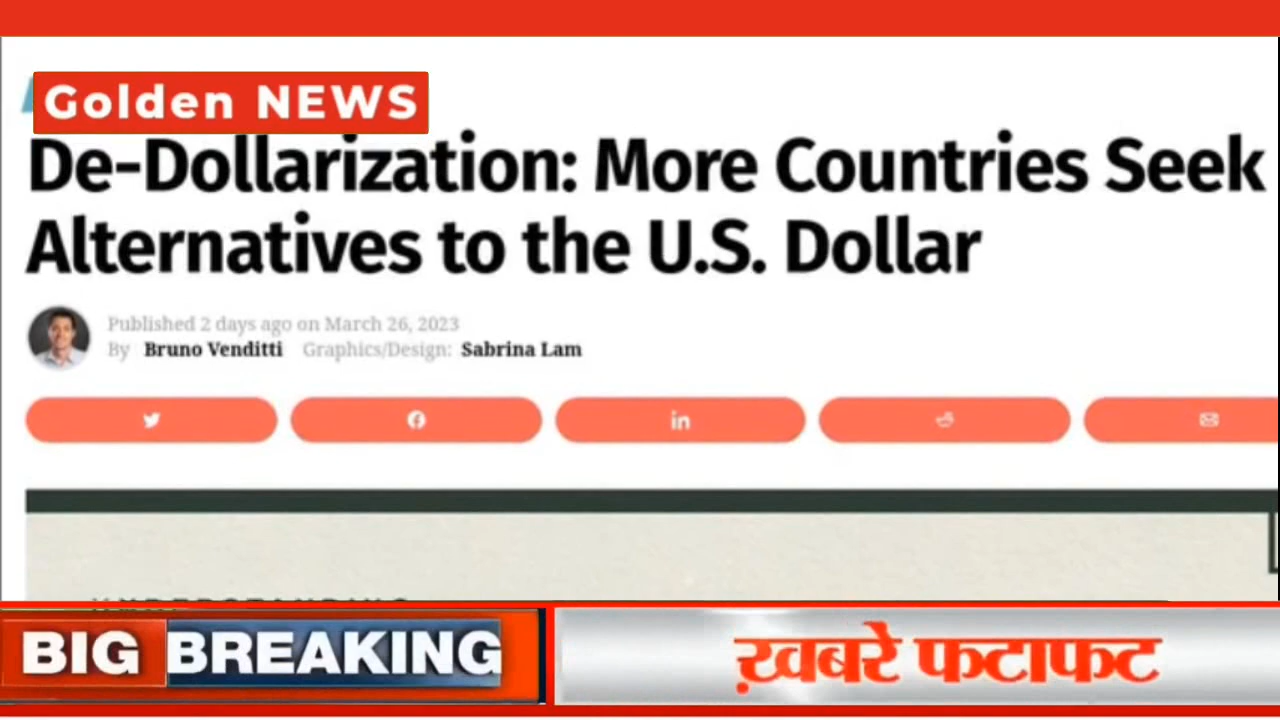 Golden NEWS
De-Dollarization: More Countries Seek
Alternatives to the U.S. Dollar
Published 2 days ago on March 26, 2023
By Bruno Venditti Graphics/Design: Sabrina Lam
BIG BREAKING
ख़बरे फटाफट